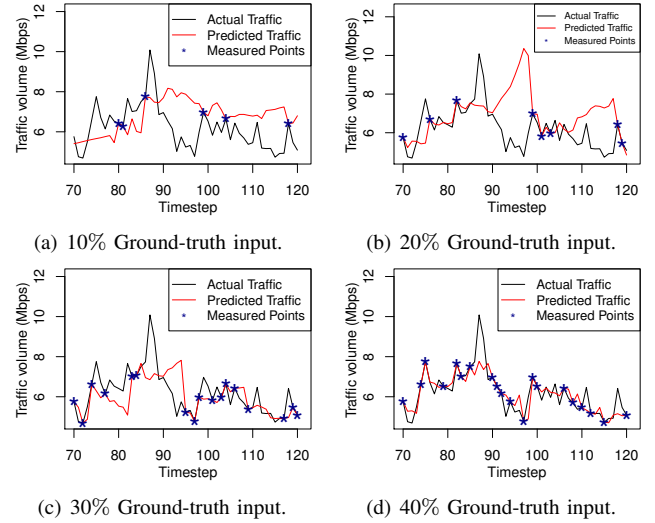 Traffic volume (Mbps)
12
10
8
6
70 80 90 100 110 120
Timestep
Actual Traffic
Predicted Traffic
Measured Points
(a) 10% Ground-truth input.
Traffic volume (Mbps)
12
10
8
6
70 80 90 100 110 120
Timestep
Actual Traffic
Predicted Traffic
Measured Points
(b) 20% Ground-truth input.
Traffic volume (Mbps)
12
10
8
6
70 80 90 100 110 120
Timestep
Actual Traffic
Predicted Traffic
Measured Points
(c) 30% Ground-truth input.
Traffic volume (Mbps)
12
10
8
6
70 80 90 100 110 120
Timestep
Actual Traffic
Predicted Traffic
Measured Points
(d) 40% Ground-truth input.